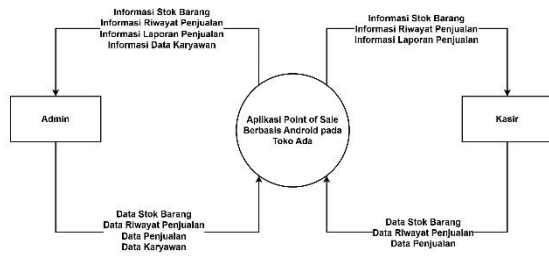 Informasi Stok Barang
Informasi Riwayat Penjualan
Informasi Laporan Penjualan
Informasi Data Karyawan
Informasi Stok Barang
Informasi Riwayat Penjualan
Informasi Laporan Penjualan
Admin
Aplikasi Point of Sale
Berbasis Android pada
Toko Ada
Kasir
Data Stok Barang
Data Riwayat Penjualan
Data Penjualan
Data Karyawan
Data Stok Barang
Data Riwayat Penjualan
Data Penjualan